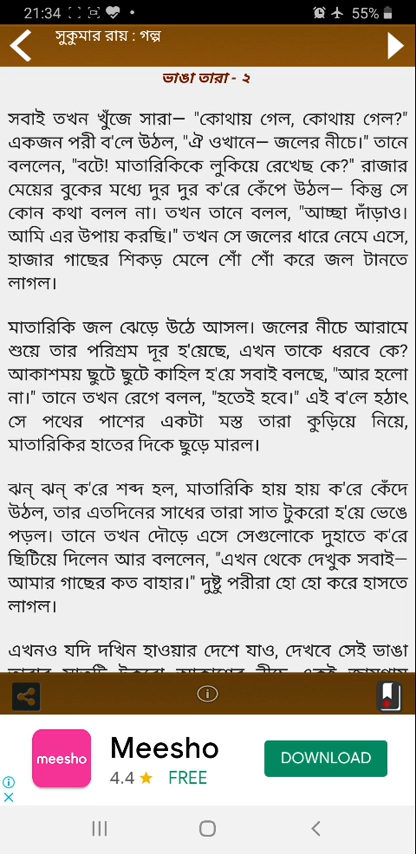 21:34
55%
সুকুমার রায় : গল্প
ভাঙা তারা - ২
সবাই তখন খুঁজে সারা— "কোথায় গেল, কোথায় গেল?"
একজন পরী ব'লে উঠল, "ঐ ওখানে— জলের নীচে।" তানে
বললেন, "বটে! মাতারিকিকে লুকিয়ে রেখেছ কে?" রাজার
মেয়ের বুকের মধ্যে দুর দুর ক'রে কেঁপে উঠল— কিন্তু সে
কোন কথা বলল না। তখন তানে বলল, "আচ্ছা দাঁড়াও।
আমি এর উপায় করছি।" তখন সে জলের ধারে নেমে এসে,
হাজার গাছের শিকড় মেলে শোঁ শোঁ করে জল টানতে
লাগল।
মাতারিকি জল ঝেড়ে উঠে আসল। জলের নীচে আরামে
শুয়ে তার পরিশ্রম দূর হ'য়েছে, এখন তাকে ধরবে কে?
আকাশময় ছুটে ছুটে কাহিল হ'য়ে সবাই বলছে, "আর হলো
না।" তানে তখন রেগে বলল, "হতেই হবে।" এই ব'লে হঠাৎ
সে পথের পাশের একটা মস্ত তারা কুড়িয়ে নিয়ে,
মাতারিকির হাতের দিকে ছুড়ে মারল।
ঝন্ ঝন্ ক'রে শব্দ হল, মাতারিকি হায় হায় ক'রে কেঁদে
উঠল, তার এতদিনের সাধের তারা সাত টুকরো হ'য়ে ভেঙে
পড়ল। তানে তখন দৌড়ে এসে সেগুলোকে দুহাতে ক'রে
ছিটিয়ে দিলেন আর বললেন, "এখন থেকে দেখুক সবাই—
আমার গাছের কত বাহার।" দুষ্টু পরীরা হো হো করে হাসতে
লাগল।
এখনও যদি দখিন হাওয়ার দেশে যাও, দেখবে সেই ভাঙা
meesho
Meesho
4.4
FREE
DOWNLOAD